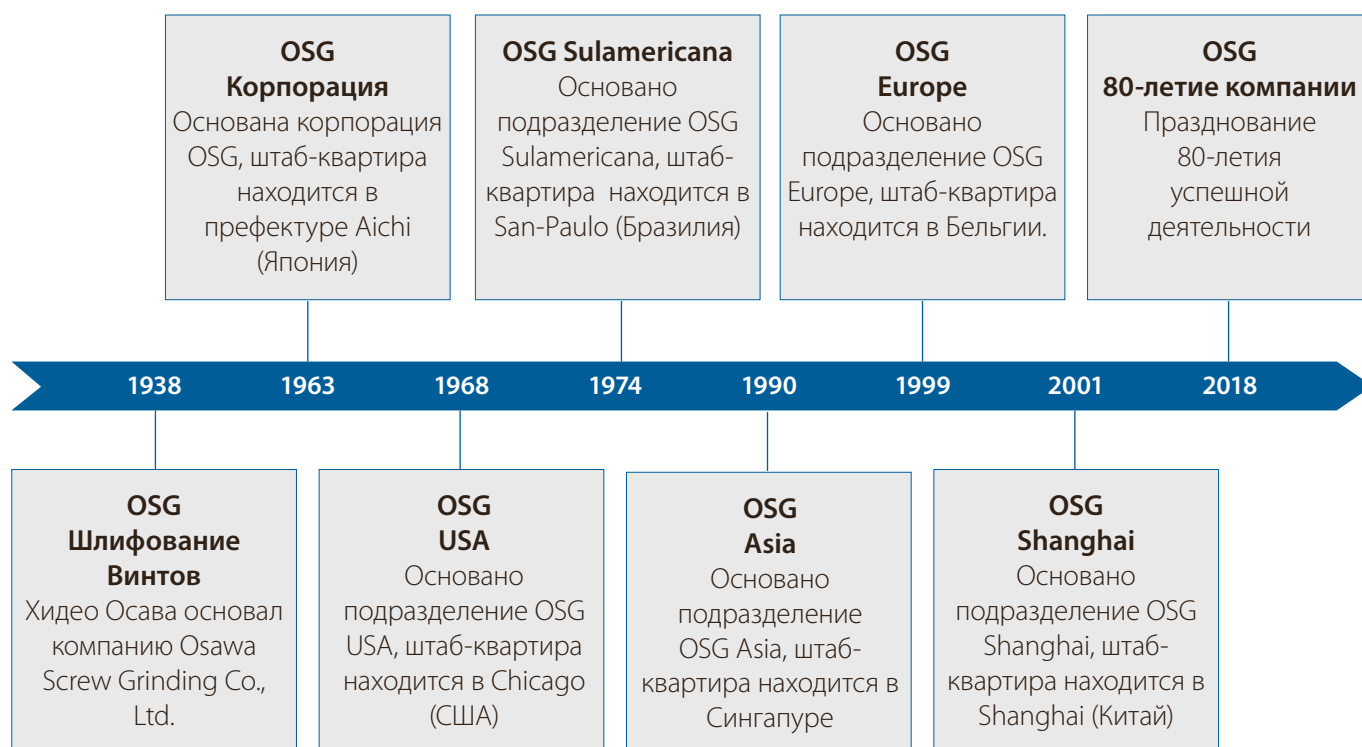 OSG
Корпорация
Основана корпорация
OSG, штаб-квартира
находится в
префектуре Aichi
(Япония)
OSG Sulamericana
Основано
подразделение OSG
Sulamericana, штаб-
квартира находится в
San-Paulo (Бразилия)
OSG
Europe
Основано
подразделение OSG
Europe, штаб-квартира
находится в Бельгии.
OSG
80-летие компании
Празднование
80-летия
успешной
деятельности
1938 1963 1968 1974 1990 1999 2001 2018
OSG
Шлифование
Винтов
Хидео Осава основал
компанию Osawa
Screw Grinding Co.,
Ltd.
OSG
USA
Основано
подразделение OSG
USA, штаб-квартира
находится в Chicago
(США)
OSG
Asia
Основано
подразделение
OSG Asia, штаб-
квартира находится в
Сингапуре
OSG
Shanghai
Основано
подразделение OSG
Shanghai, штаб-
квартира находится в
Shanghai (Китай)